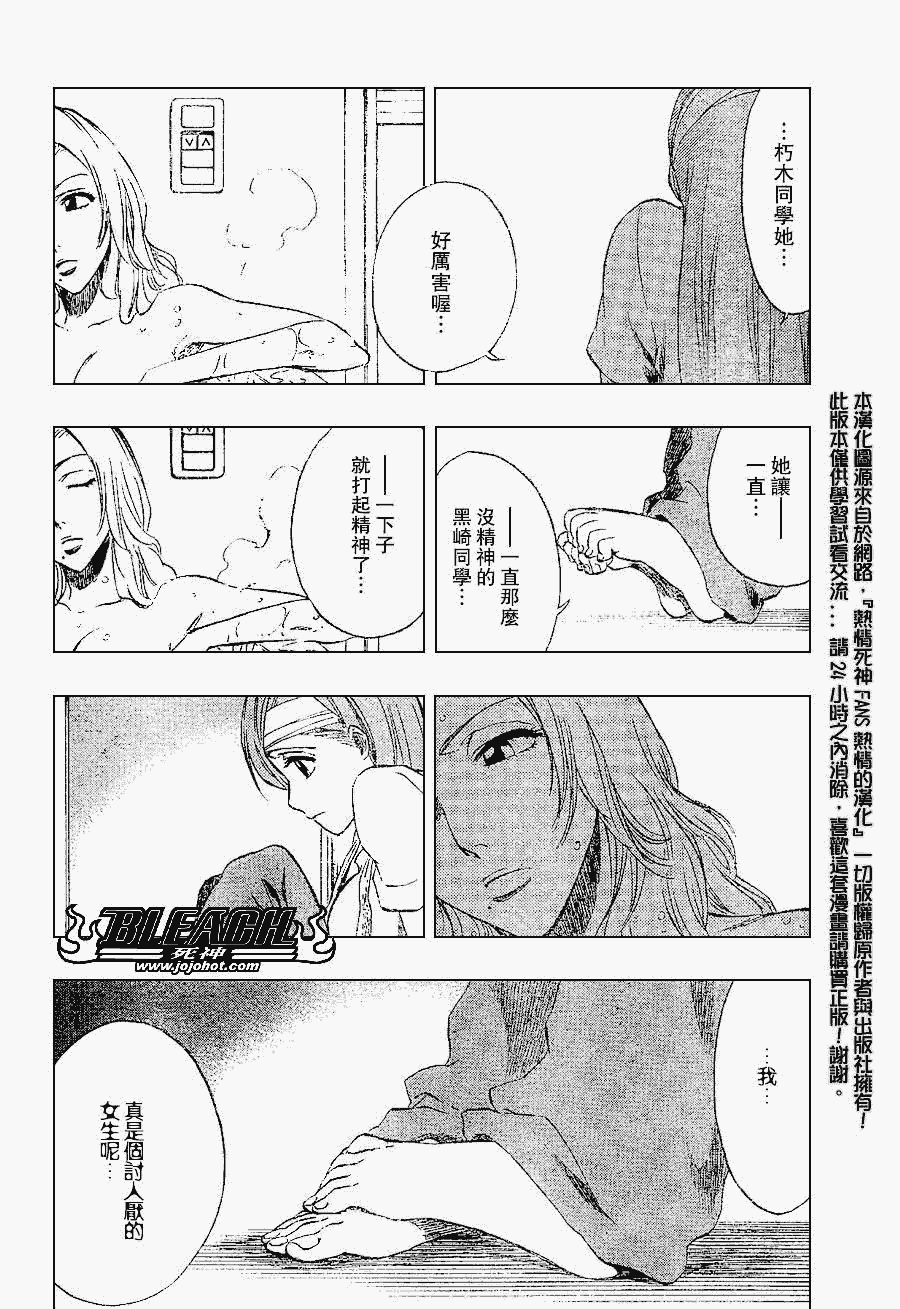 …朽木同學她…
好厲害喔…
她讓——
一直…
——一直那麼
沒精神的
黑崎同學…
——一下子
就打起精神了…
…我…
真是個討人厭的
女生呢…
BLEACH
死神
www.jojohot.com
本漢化圖源來自於網路，『熱情死神FANS熱情的漢化』一切版權歸原作者與出版社擁有!
此版本僅供學習試看交流... 請24小時之內消除，喜歡這套漫畫請購買正版!謝謝。